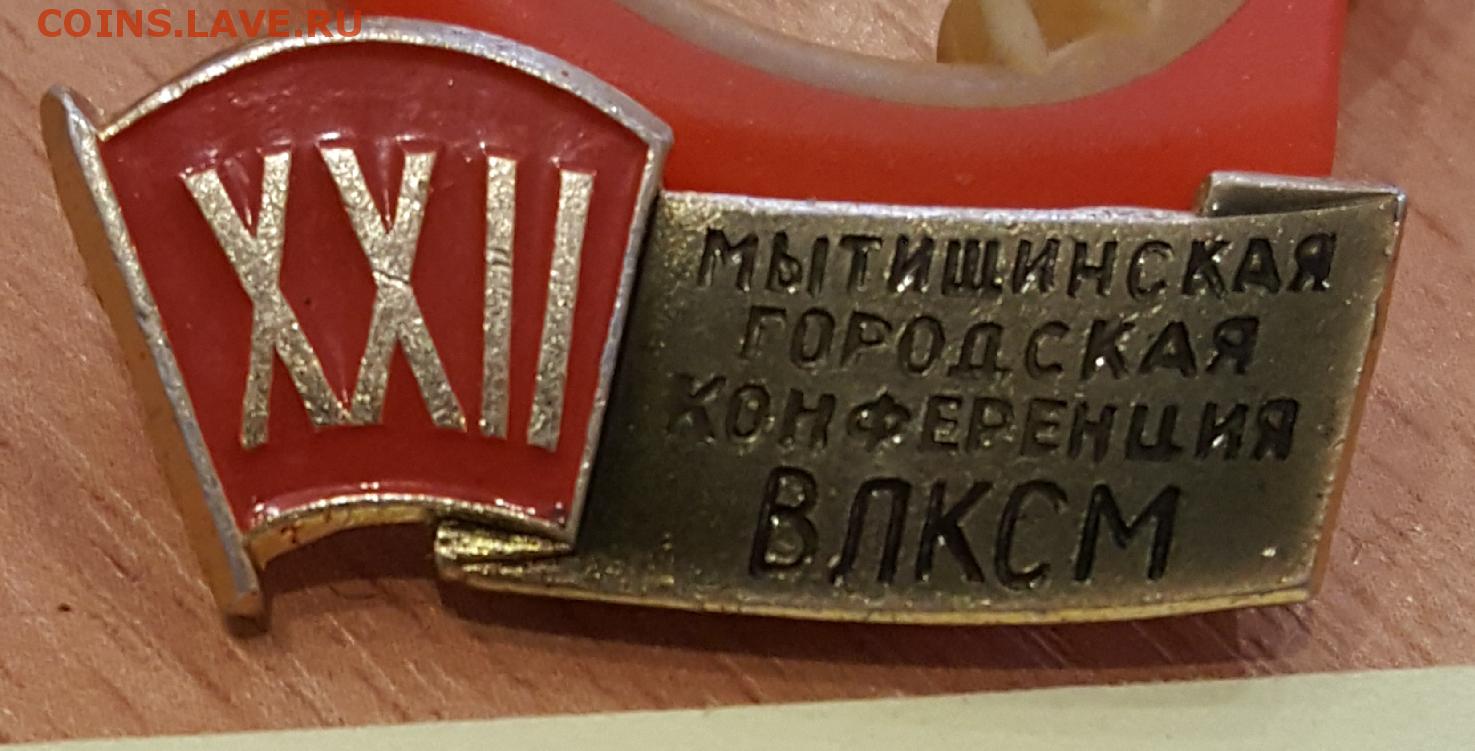 COINS.LAVE.RU
XXII
МЫТИЩИНСКАЯ
ГОРОДСКАЯ
КОНФЕРЕНЦИЯ
ВЛКСМ